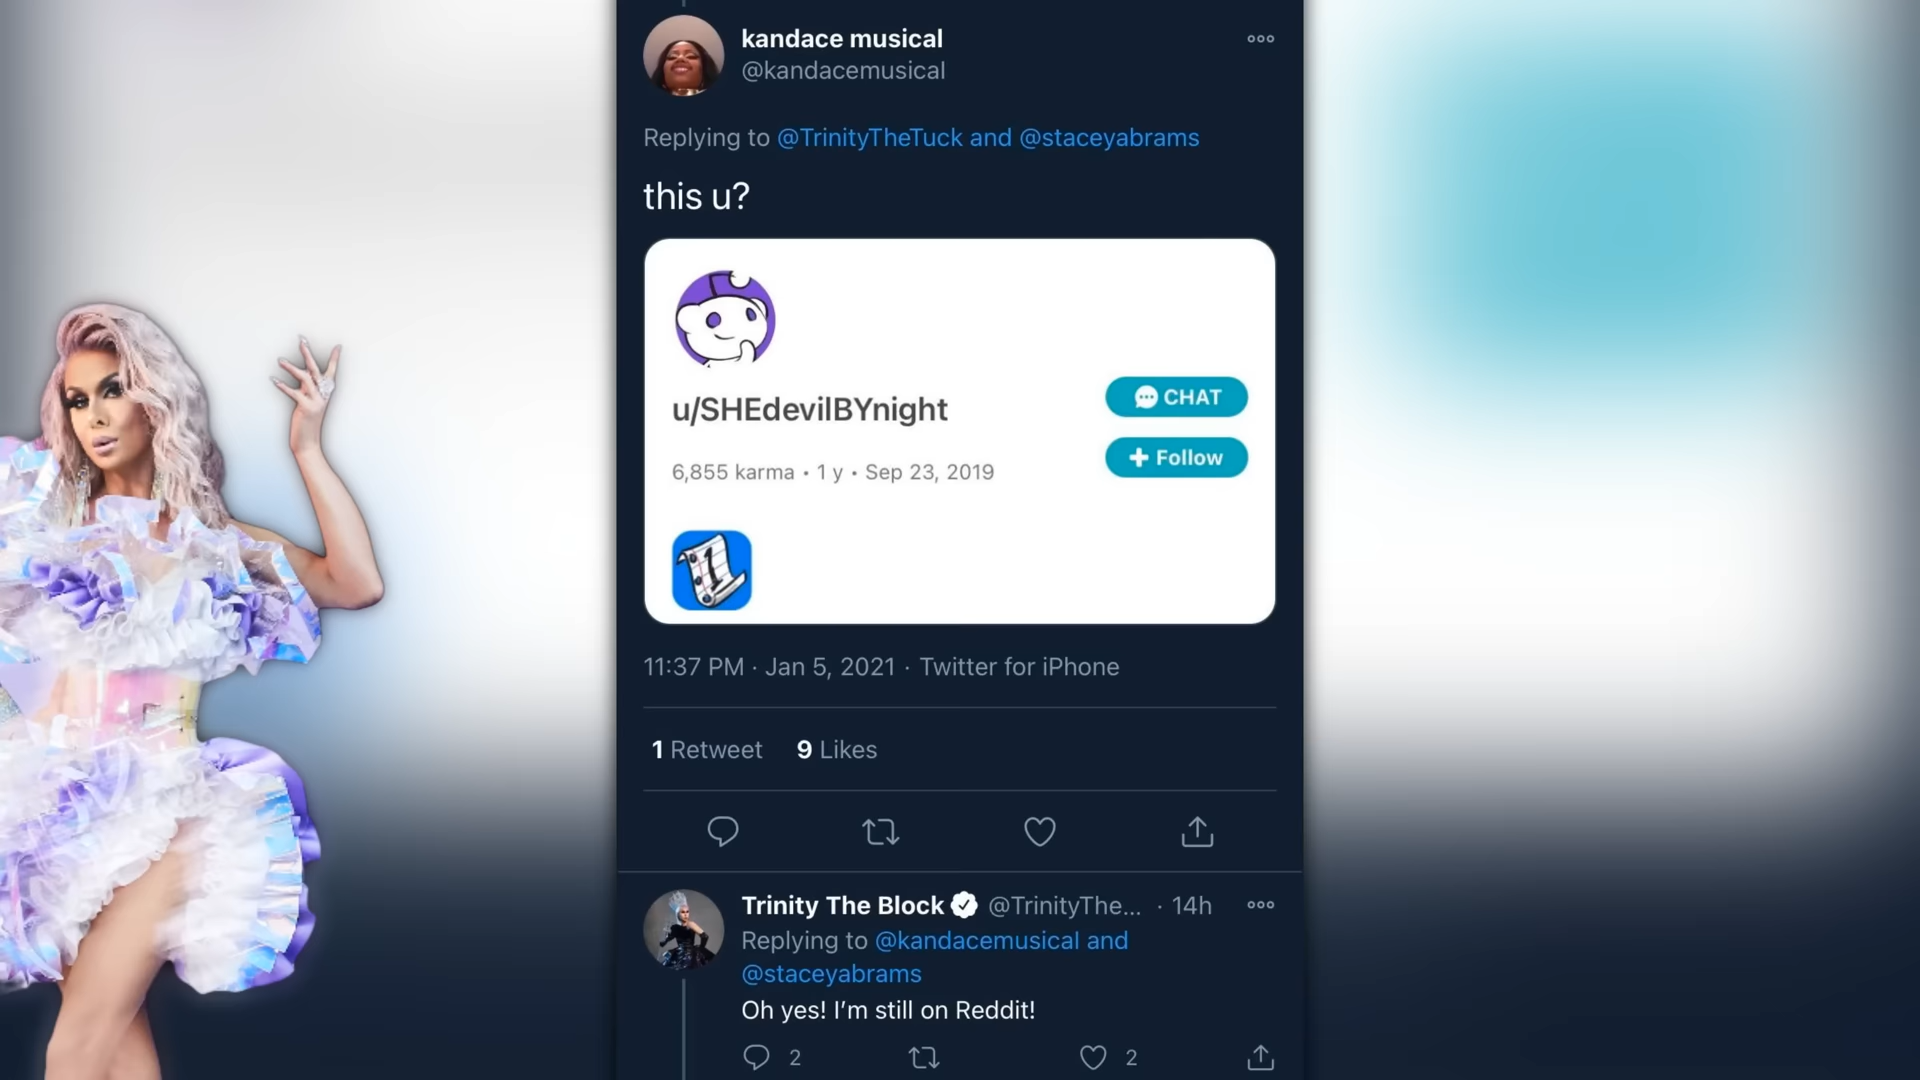 kandace musical
@kandacemusical
Replying to @TrinityTheTuck and @staceyabrams
this u?
u/SHEdevilBYnight
CHAT
6,855 karma • 1 y • Sep 23, 2019
Follow
1
11:37 PM · Jan 5, 2021 · Twitter for iPhone
1 Retweet 9 Likes
Trinity The Block @TrinityThe... · 14h
Replying to @kandacemusical and
@staceyabrams
Oh yes! I’m still on Reddit!
2 2